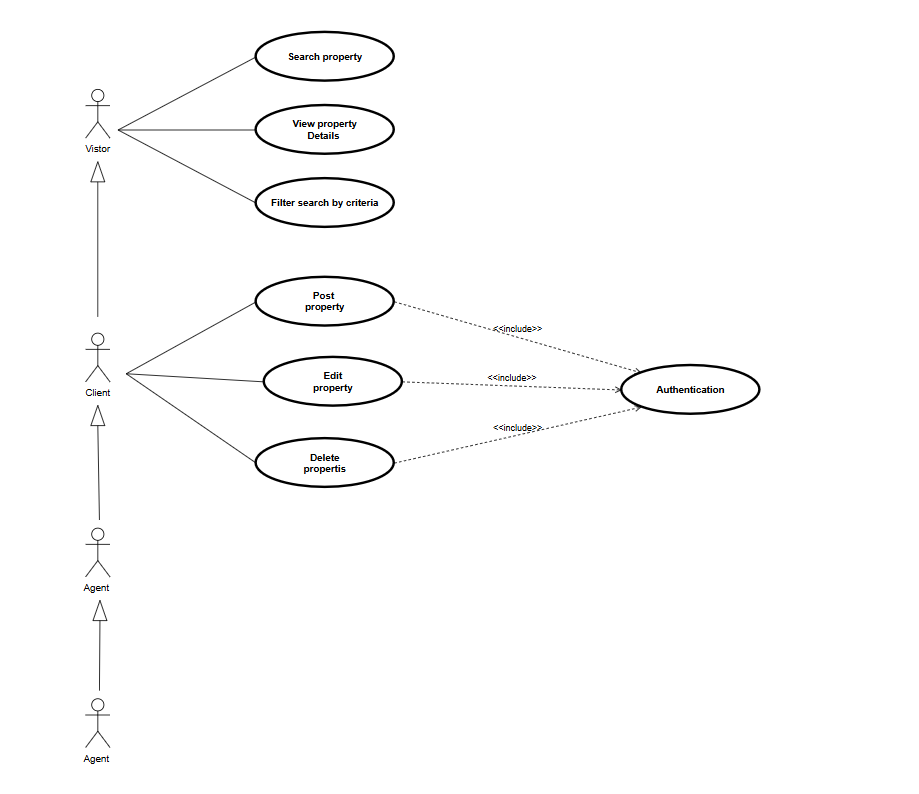 Search property
View property
Details
Vistor
Filter search by criteria
Post
property
<<include>>
Edit
property
<<include>>
Authentication
Client
<<include>>
Delete
propertis
Agent
Agent